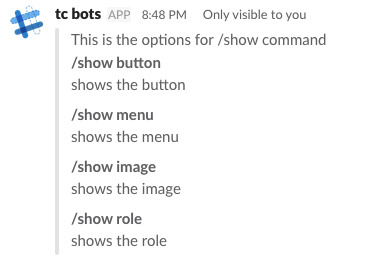 tc bots APP 8:48 PM Only visible to you
This is the options for /show command
/show button
shows the button
/show menu
shows the menu
/show image
shows the image
/show role
shows the role